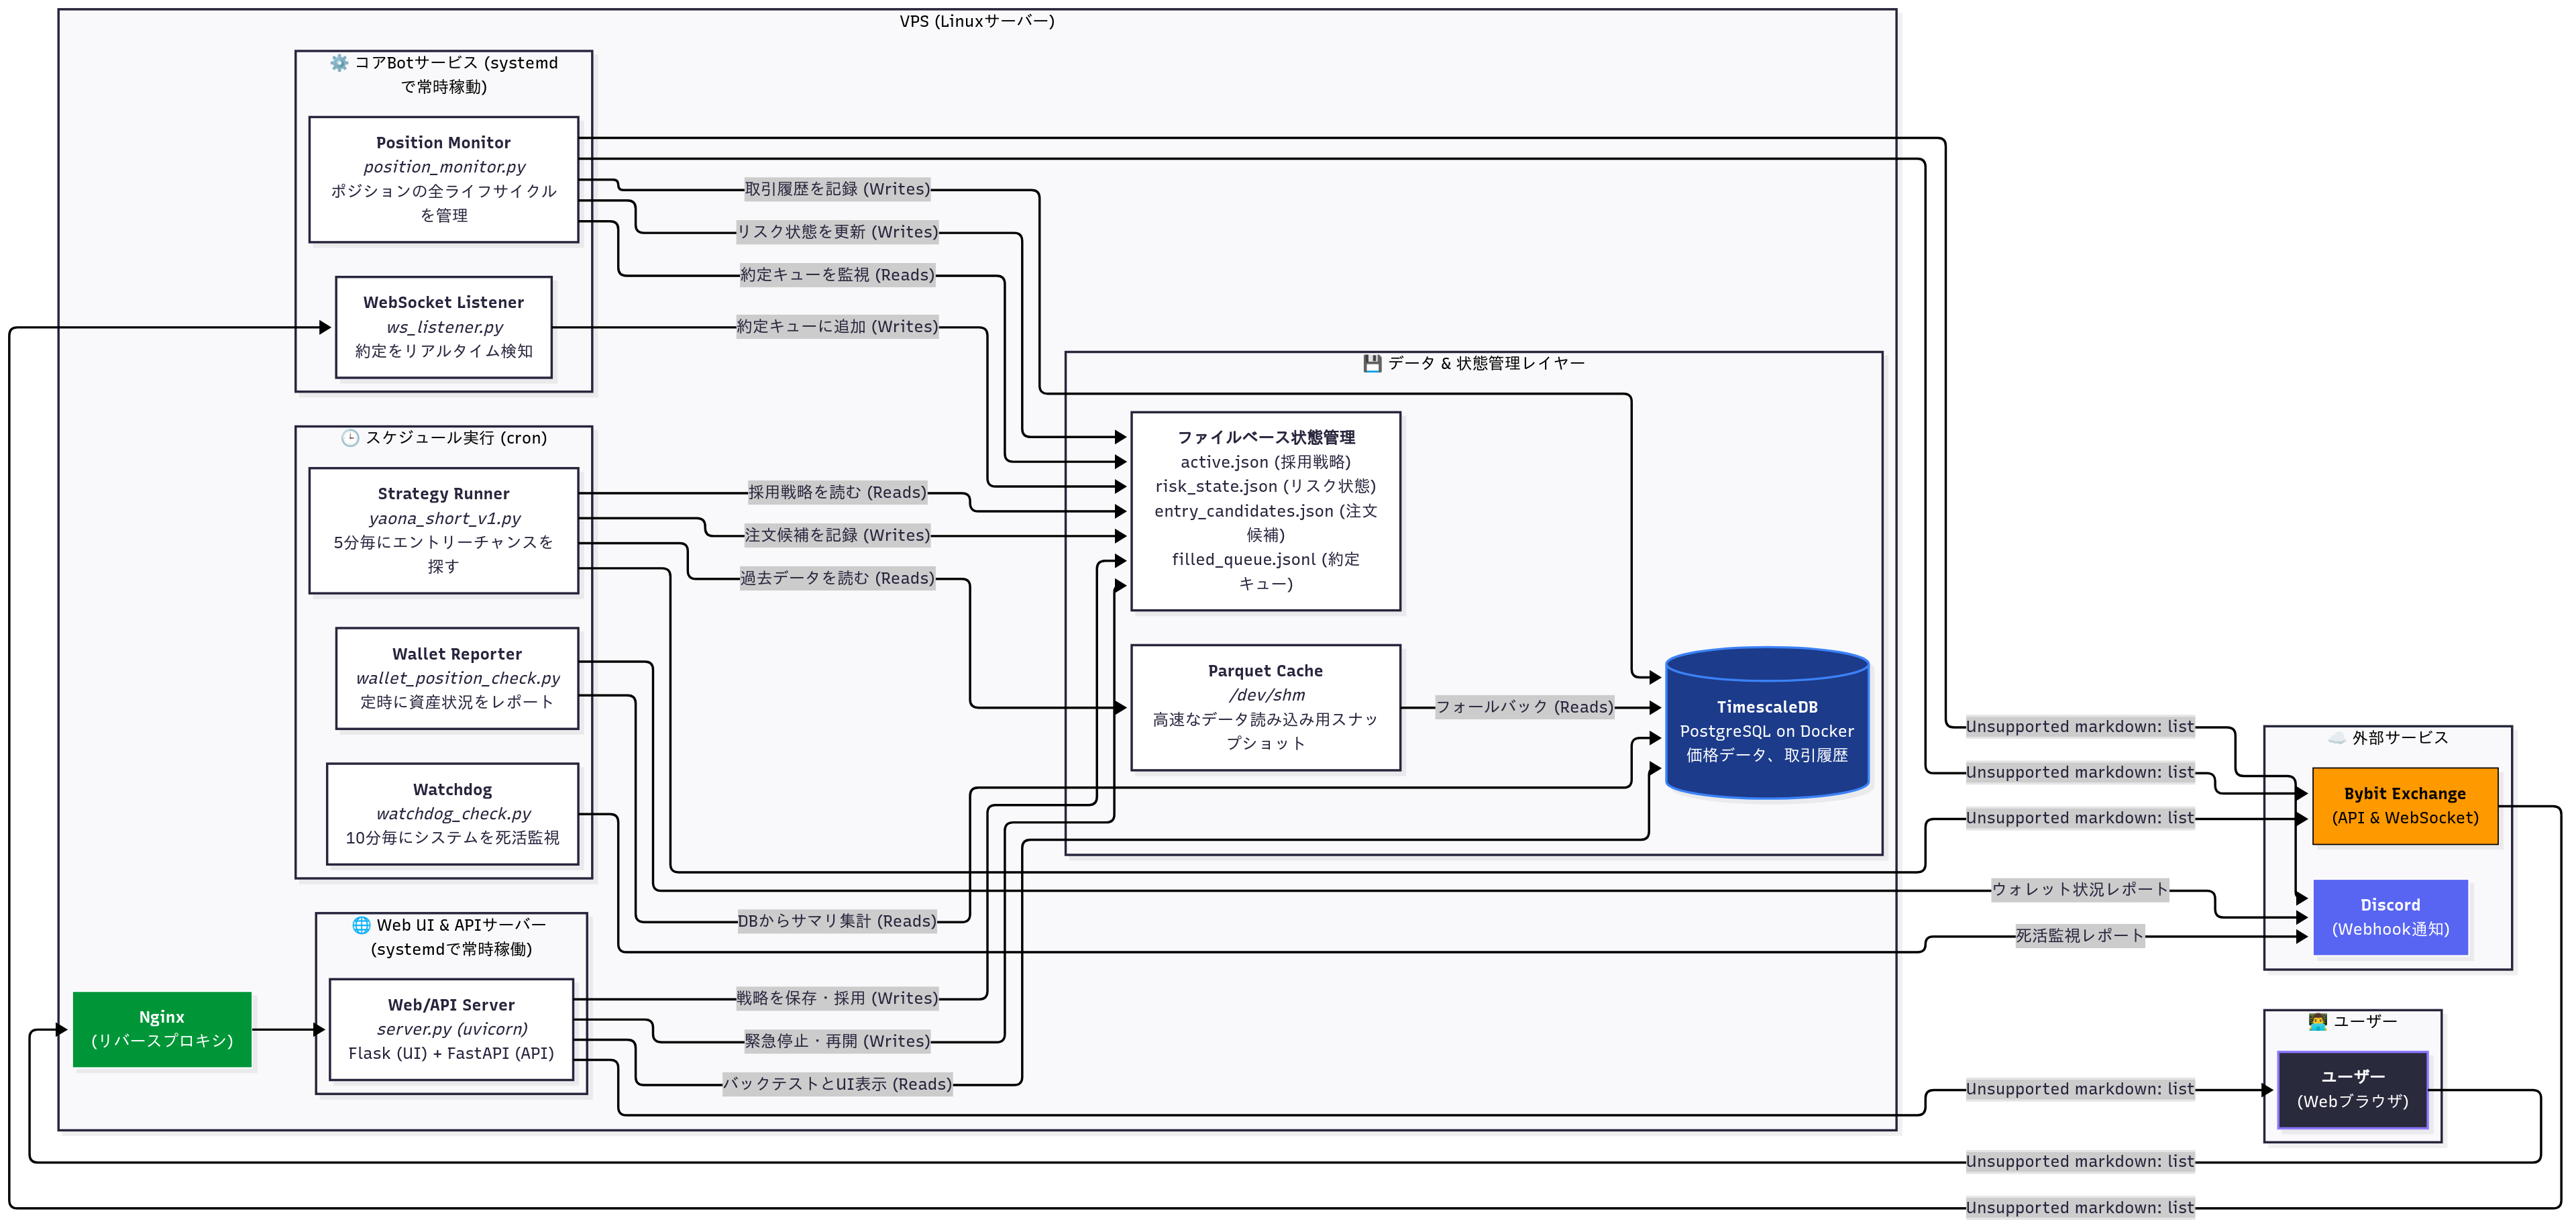 VPS (Linuxサーバー)
⚙️ コアBotサービス (systemd
で常時稼動)
Position Monitor
position_monitor.py
ポジションの全ライフサイクル
を管理
WebSocket Listener
ws_listener.py
約定をリアルタイム検知
取引履歴を記録 (Writes)
リスク状態を更新 (Writes)
約定キューを監視 (Reads)
約定キューに追加 (Writes)
🕒 スケジュール実行 (cron)
Strategy Runner
yaona_short_v1.py
5分毎にエントリーチャンスを
探す
Wallet Reporter
wallet_position_check.py
定時に資産状況をレポート
Watchdog
watchdog_check.py
10分毎にシステムを死活監視
採用戦略を読む (Reads)
注文候補を記録 (Writes)
過去データを読む (Reads)
DBからサマリ集計 (Reads)
💾 データ & 状態管理レイヤー
ファイルベース状態管理
active.json (採用戦略)
risk_state.json (リスク状態)
entry_candidates.json (注文
候補)
filled_queue.jsonl (約定
キュー)
Parquet Cache
/dev/shm
高速なデータ読み込み用スナッ
プショット
フォールバック (Reads)
TimescaleDB
PostgreSQL on Docker
価格データ、取引履歴
🌐 Web UI & APIサーバー
(systemdで常時稼働)
Web/API Server
server.py (uvicorn)
Flask (UI) + FastAPI (API)
Nginx
(リバースプロキシ)
戦略を保存・採用 (Writes)
緊急停止・再開 (Writes)
バックテストとUI表示 (Reads)
Unsupported markdown: list
Unsupported markdown: list
Unsupported markdown: list
ウォレット状況レポート
死活監視レポート
Unsupported markdown: list
Unsupported markdown: list
Unsupported markdown: list
☁️ 外部サービス
Bybit Exchange
(API & WebSocket)
Discord
(Webhook通知)
👨‍💻 ユーザー
ユーザー
(Webブラウザ)